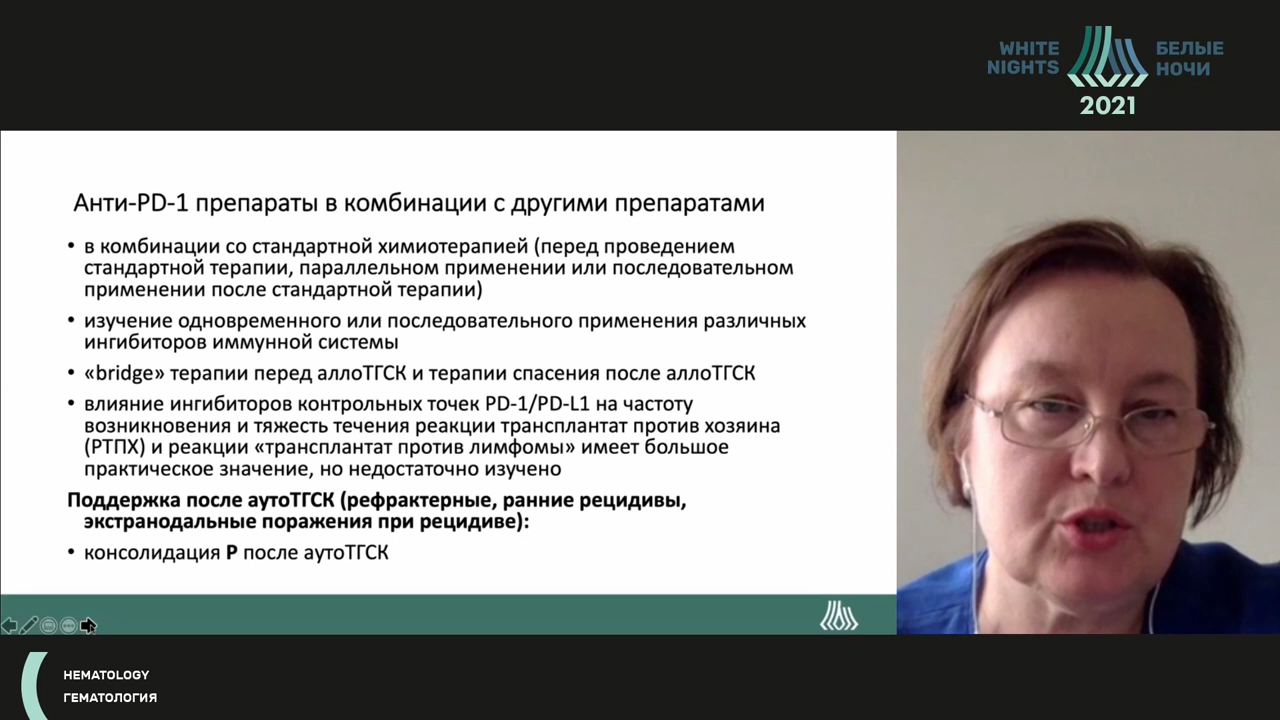 WHITE NIGHTS
БЕЛЫЕ НОЧИ
2021
Анти-PD-1 препараты в комбинации с другими препаратами
• в комбинации со стандартной химиотерапией (перед проведением
стандартной терапии, параллельном применении или последовательном
применении после стандартной терапии)
• изучение одновременного или последовательного применения различных
ингибиторов иммунной системы
• «bridge» терапии перед аллоТГСК и терапии спасения после аллоТГСК
• влияние ингибиторов контрольных точек PD-1/PD-L1 на частоту
возникновения и тяжесть течения реакции трансплантат против хозяина
(РТПХ) и реакции «трансплантат против лимфомы» имеет большое
практическое значение, но недостаточно изучено
Поддержка после аутоТГСК (рефрактерные, ранние рецидивы,
экстранодальные поражения при рецидиве):
• консолидация P после аутоТГСК
HEMATOLOGY
ГЕМАТОЛОГИЯ